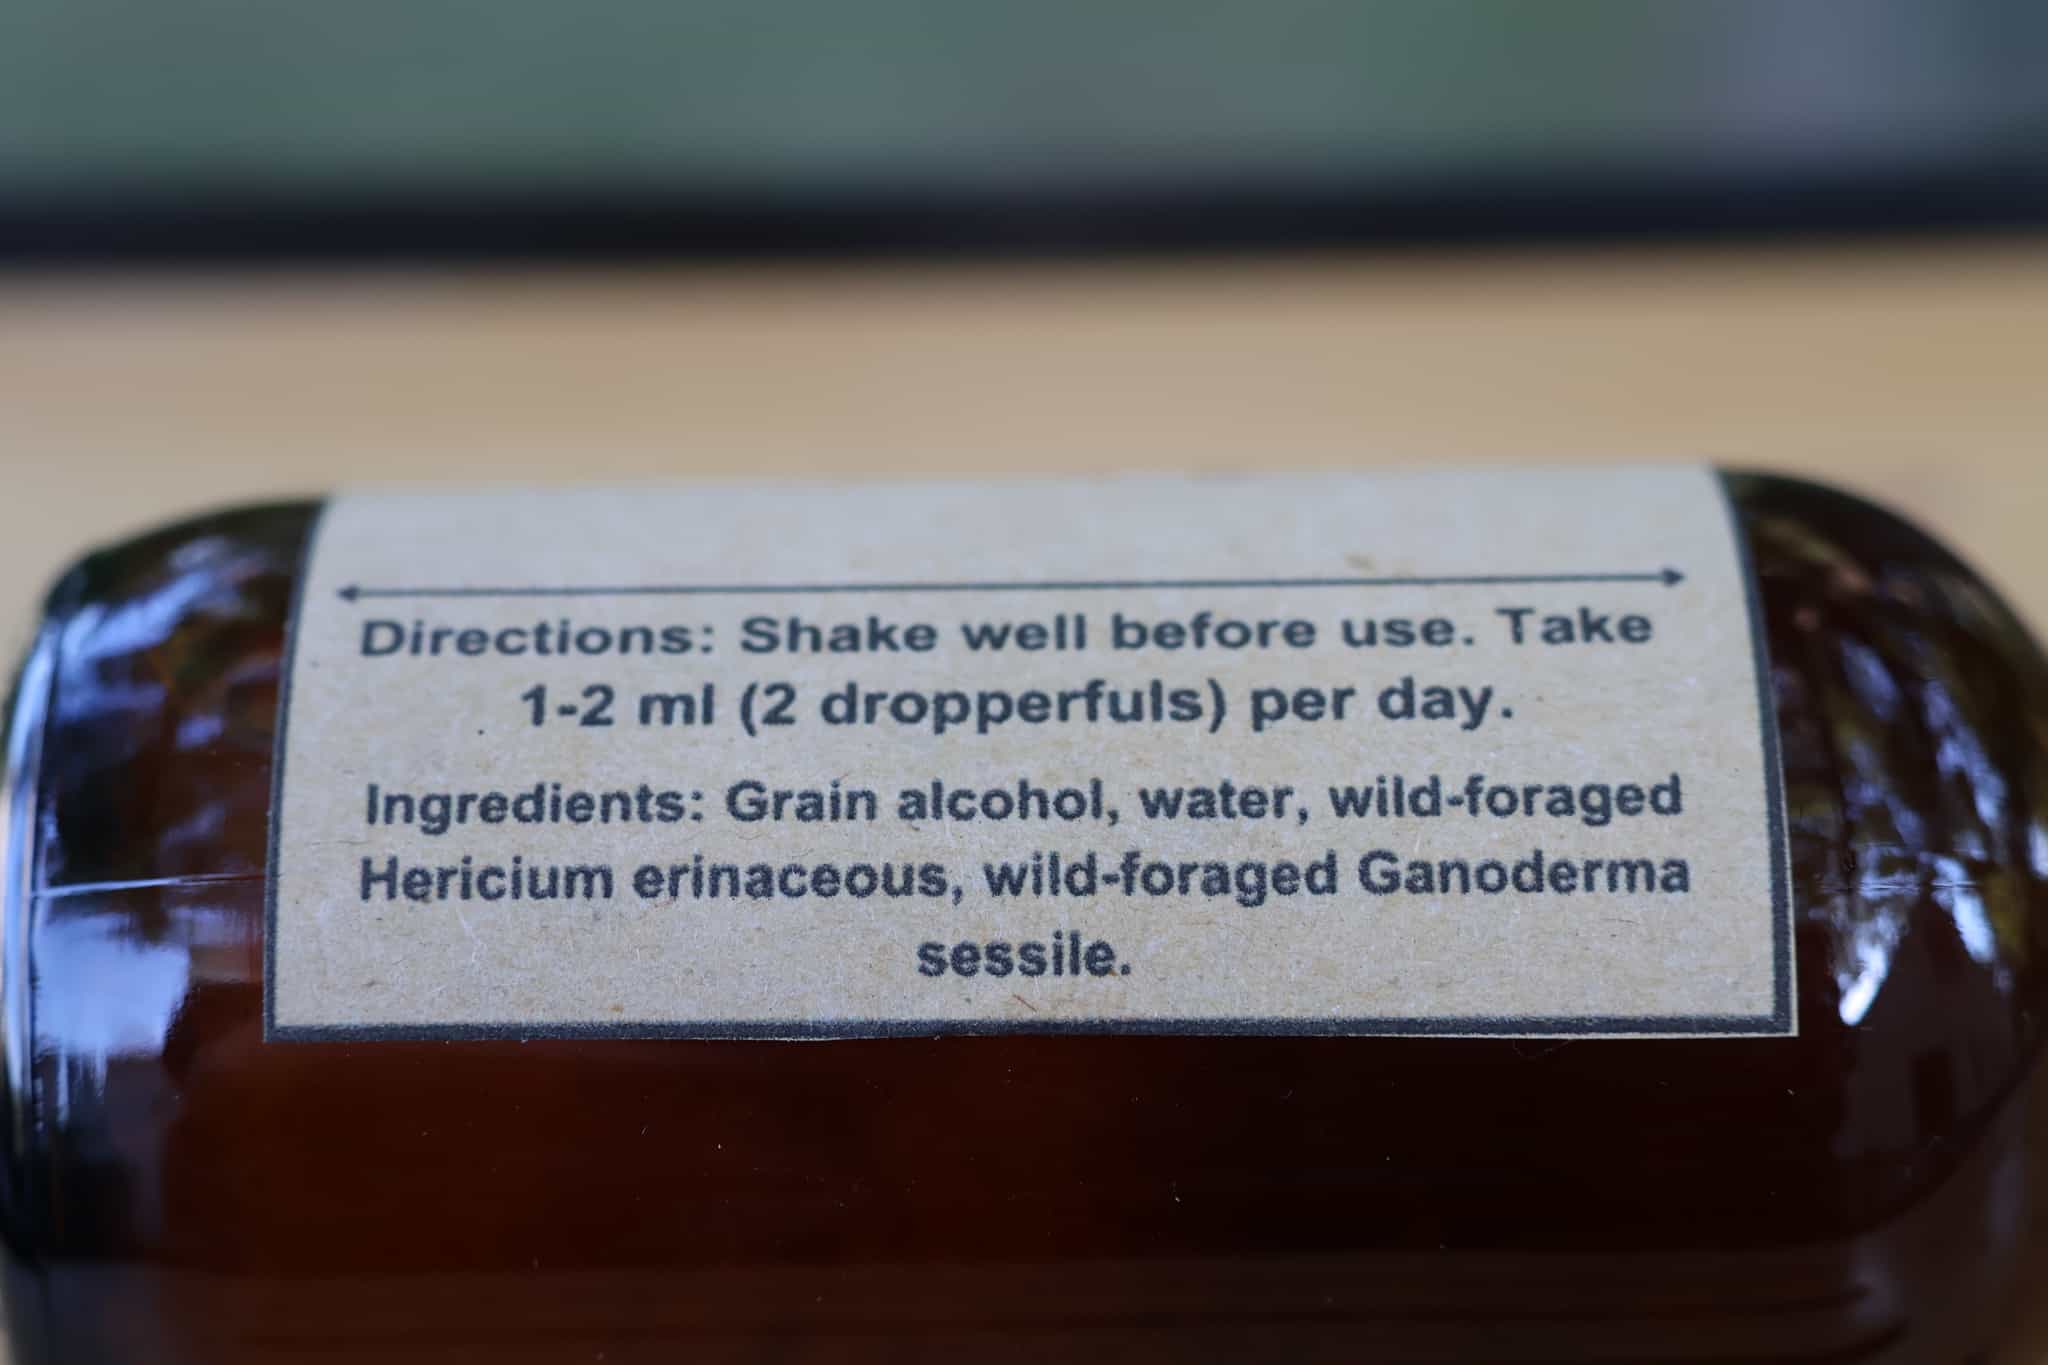 Directions: Shake well before use. Take
1-2 ml (2 dropperfuls) per day.
Ingredients: Grain alcohol, water, wild-foraged
Hericium erinaceous, wild-foraged Ganoderma
sessile.